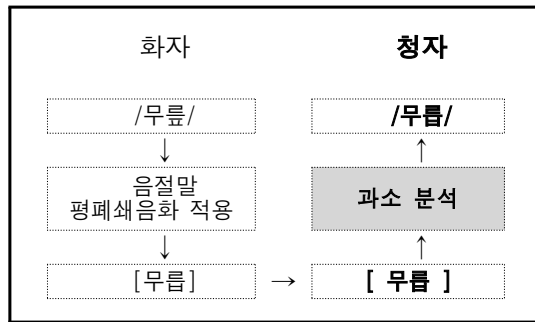 화자 청자
/무릎/ /무릅/
↓ ↑
음절말
평폐쇄음화 적용 과소 분석
↓ ↑
[무릅] → [ 무릅 ]